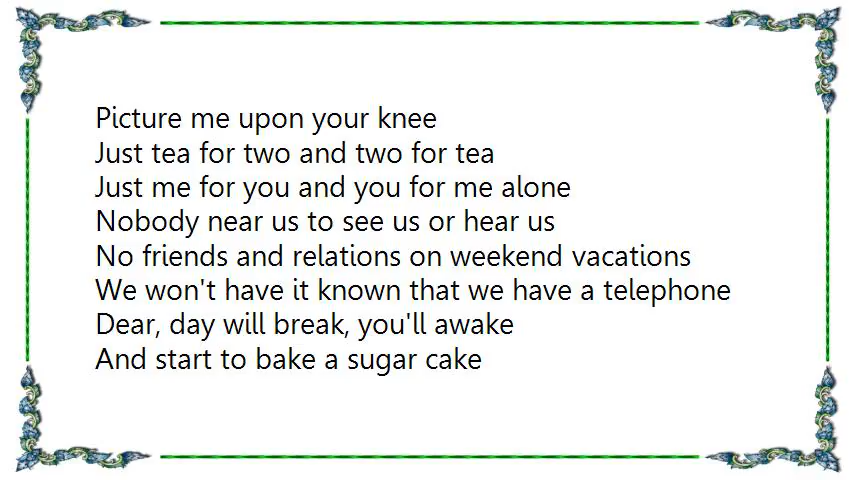 Picture me upon your knee
Just tea for two and two for tea
Just me for you and you for me alone
Nobody near us to see us or hear us
No friends and relations on weekend vacations
We won't have it known that we have a telephone
Dear, day will break, you'll awake
And start to bake a sugar cake